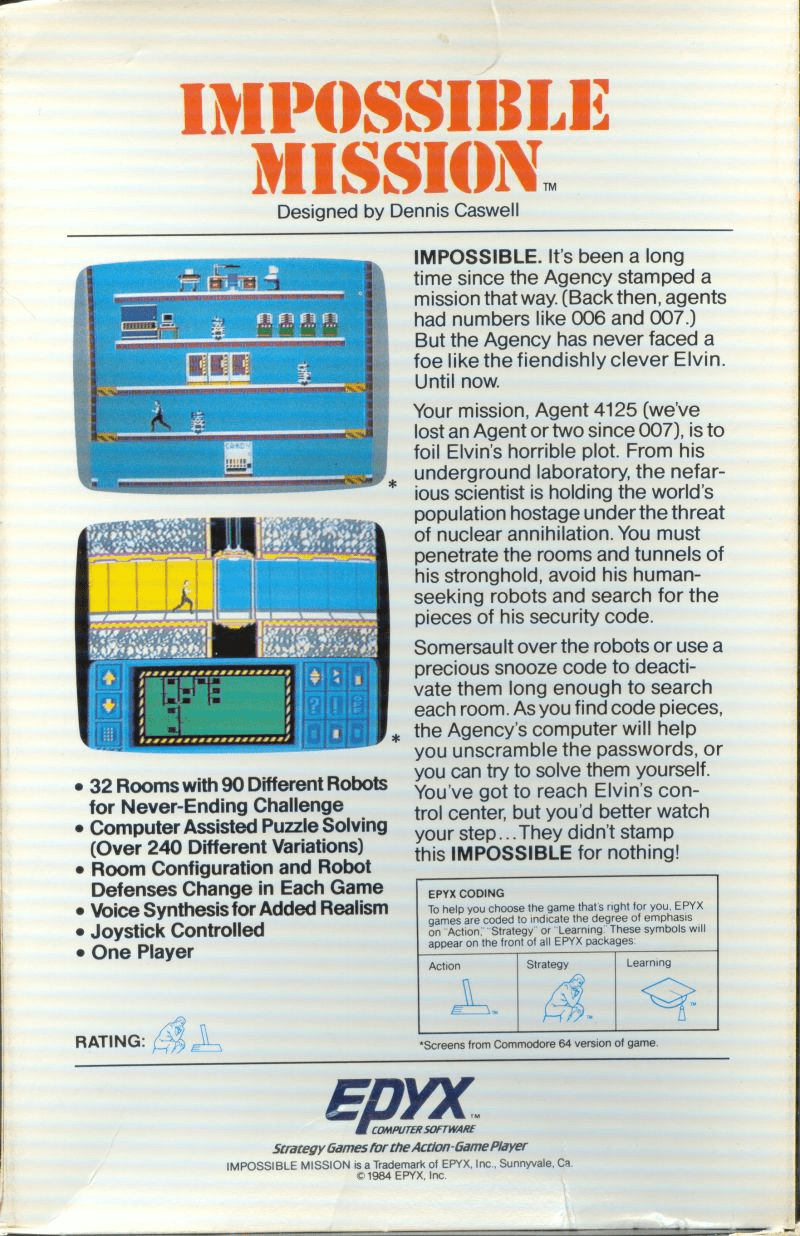 IMPOSSIBLE
MISSION™
Designed by Dennis Caswell
*
*
• 32 Rooms with 90 Different Robots
for Never-Ending Challenge
• Computer Assisted Puzzle Solving
(Over 240 Different Variations)
• Room Configuration and Robot
Defenses Change in Each Game
• Voice Synthesis for Added Realism
• Joystick Controlled
• One Player
RATING:
IMPOSSIBLE. It's been a long
time since the Agency stamped a
mission that way. (Back then, agents
had numbers like 006 and 007.)
But the Agency has never faced a
foe like the fiendishly clever Elvin.
Until now.
Your mission, Agent 4125 (we've
lost an Agent or two since 007), is to
foil Elvin's horrible plot. From his
underground laboratory, the nefar-
ious scientist is holding the world's
population hostage under the threat
of nuclear annihilation. You must
penetrate the rooms and tunnels of
his stronghold, avoid his human-
seeking robots and search for the
pieces of his security code.
Somersault over the robots or use a
precious snooze code to deacti-
vate them long enough to search
each room. As you find code pieces,
the Agency's computer will help
you unscramble the passwords, or
you can try to solve them yourself.
You've got to reach Elvin's con-
trol center, but you'd better watch
your step...They didn't stamp
this IMPOSSIBLE for nothing!
EPYX CODING
To help you choose the game that's right for you, EPYX
games are coded to indicate the degree of emphasis
on "Action," "Strategy" or "Learning." These symbols will
appear on the front of all EPYX packages:
Action
Strategy
Learning
™
™
™
*Screens from Commodore 64 version of game.
EPYX™
COMPUTER SOFTWARE
Strategy Games for the Action-Game Player
IMPOSSIBLE MISSION is a Trademark of EPYX, Inc., Sunnyvale, Ca.
© 1984 EPYX, Inc.